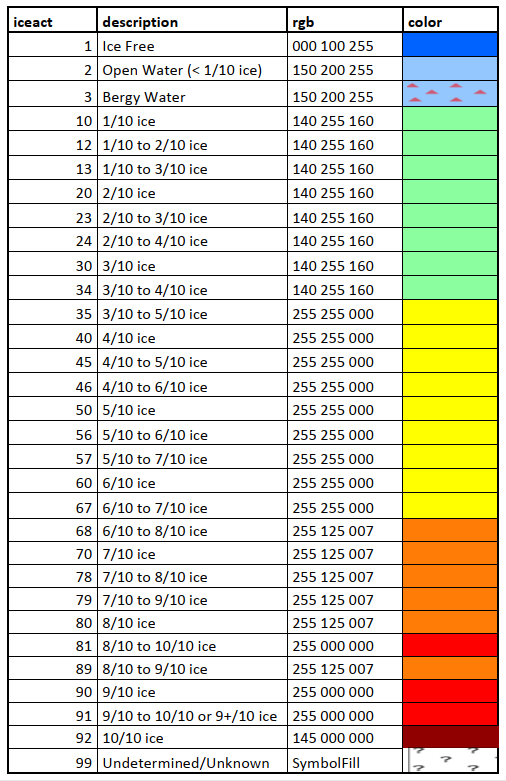 iceact description rgb color
1 Ice Free 000 100 255
2 Open Water (< 1/10 ice) 150 200 255
3 Bergy Water 150 200 255
10 1/10 ice 140 255 160
12 1/10 to 2/10 ice 140 255 160
13 1/10 to 3/10 ice 140 255 160
20 2/10 ice 140 255 160
23 2/10 to 3/10 ice 140 255 160
24 2/10 to 4/10 ice 140 255 160
30 3/10 ice 140 255 160
34 3/10 to 4/10 ice 140 255 160
35 3/10 to 5/10 ice 255 255 000
40 4/10 ice 255 255 000
45 4/10 to 5/10 ice 255 255 000
46 4/10 to 6/10 ice 255 255 000
50 5/10 ice 255 255 000
56 5/10 to 6/10 ice 255 255 000
57 5/10 to 7/10 ice 255 255 000
60 6/10 ice 255 255 000
67 6/10 to 7/10 ice 255 255 000
68 6/10 to 8/10 ice 255 125 007
70 7/10 ice 255 125 007
78 7/10 to 8/10 ice 255 125 007
79 7/10 to 9/10 ice 255 125 007
80 8/10 ice 255 125 007
81 8/10 to 10/10 ice 255 000 000
89 8/10 to 9/10 ice 255 125 007
90 9/10 ice 255 000 000
91 9/10 to 10/10 or 9+/10 ice 255 000 000
92 10/10 ice 145 000 000
99 Undetermined/Unknown SymbolFill ? ? ? ? ?